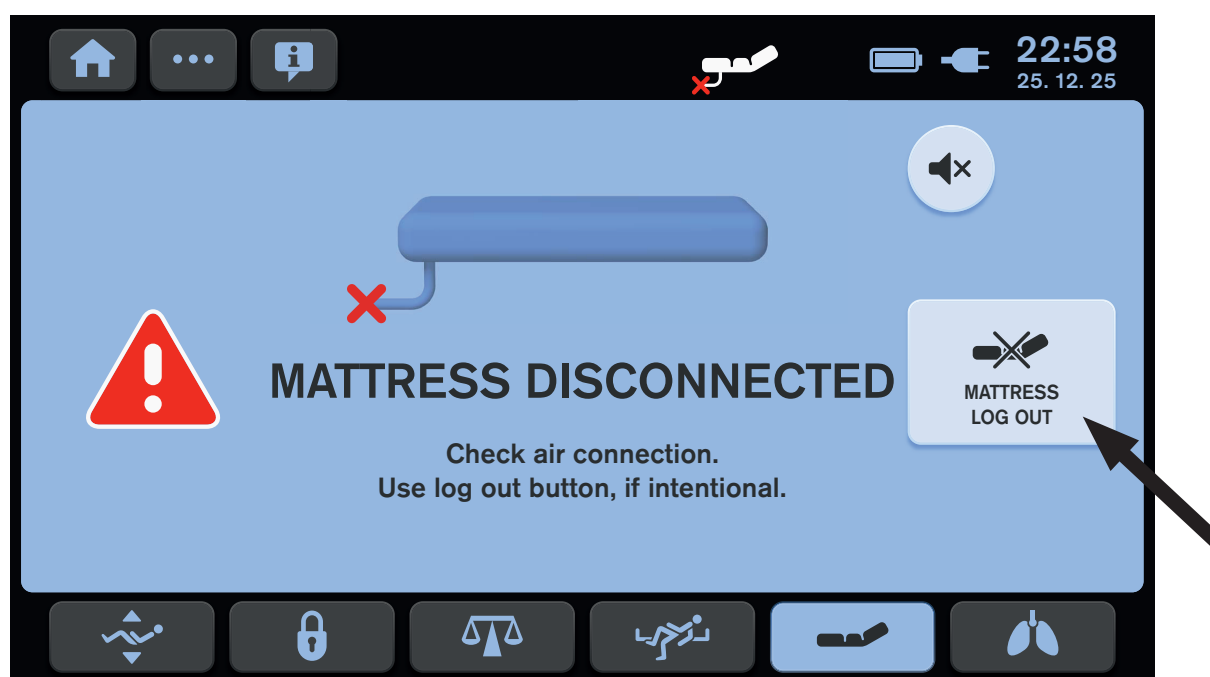 22:58
25. 12. 25
MATTRESS DISCONNECTED
Check air connection.
Use log out button, if intentional.
MATTRESS
LOG OUT